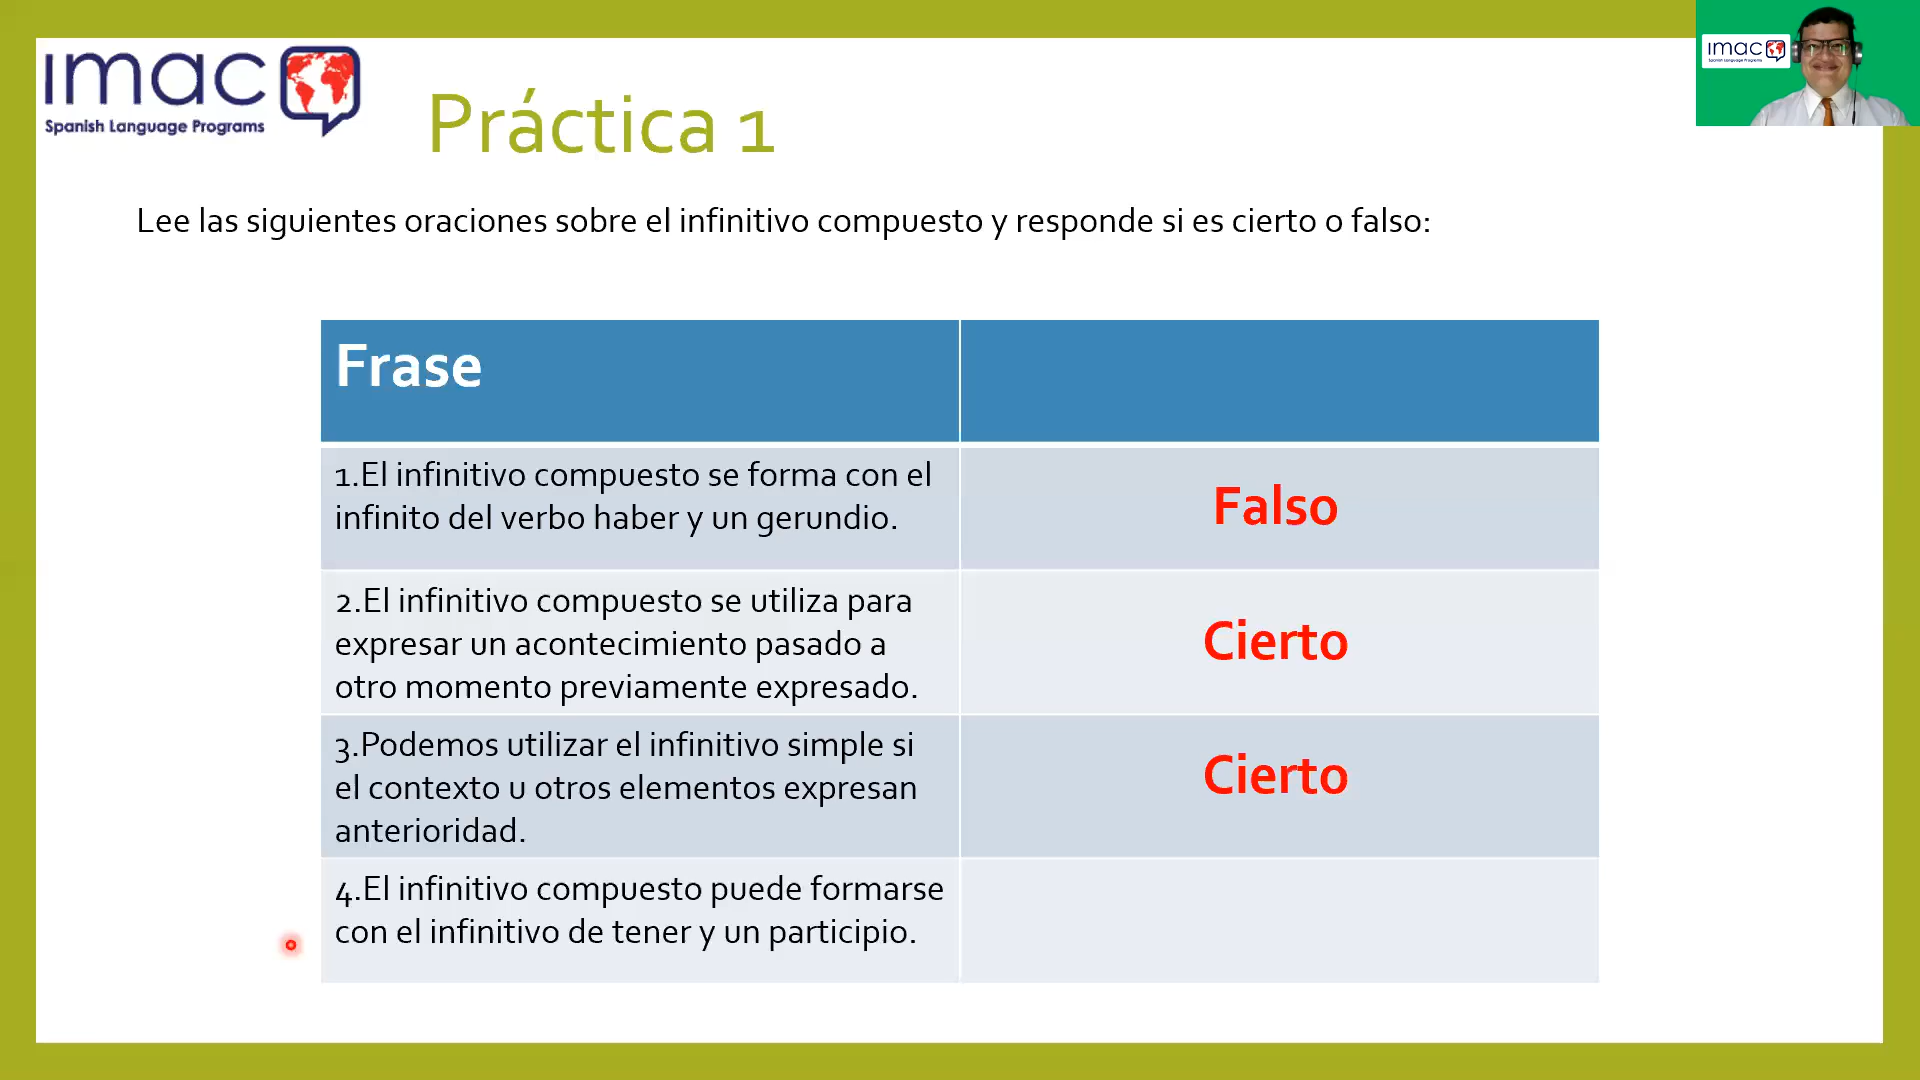 imac
Spanish Language Programs
imac
Spanish Language Programs
Práctica 1
Lee las siguientes oraciones sobre el infinitivo compuesto y responde si es cierto o falso:
Frase
1.El infinitivo compuesto se forma con el
infinito del verbo haber y un gerundio.
Falso
2.El infinitivo compuesto se utiliza para
expresar un acontecimiento pasado a
otro momento previamente expresado.
Cierto
3.Podemos utilizar el infinitivo simple si
el contexto u otros elementos expresan
anterioridad.
Cierto
4.El infinitivo compuesto puede formarse
con el infinitivo de tener y un participio.